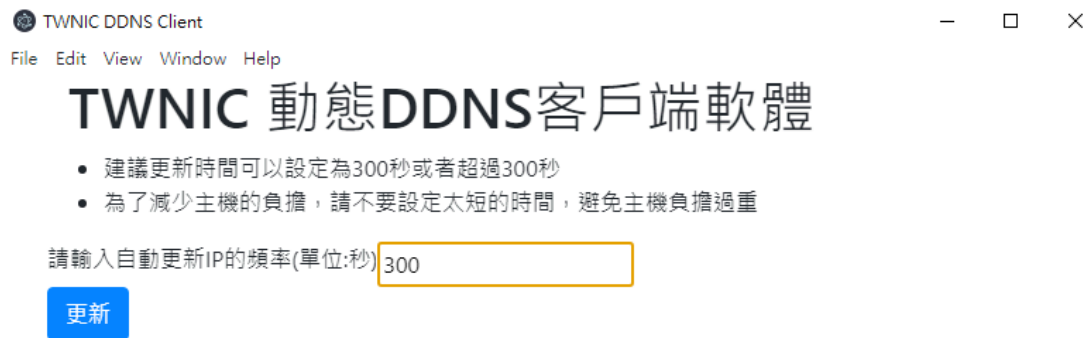 TWNIC DDNS Client
File Edit View Window Help
TWNIC 動態DDNS客戶端軟體
• 建議更新時間可以設定為300秒或者超過300秒
• 為了減少主機的負擔，請不要設定太短的時間，避免主機負擔過重
請輸入自動更新IP的頻率(單位:秒) 300
更新